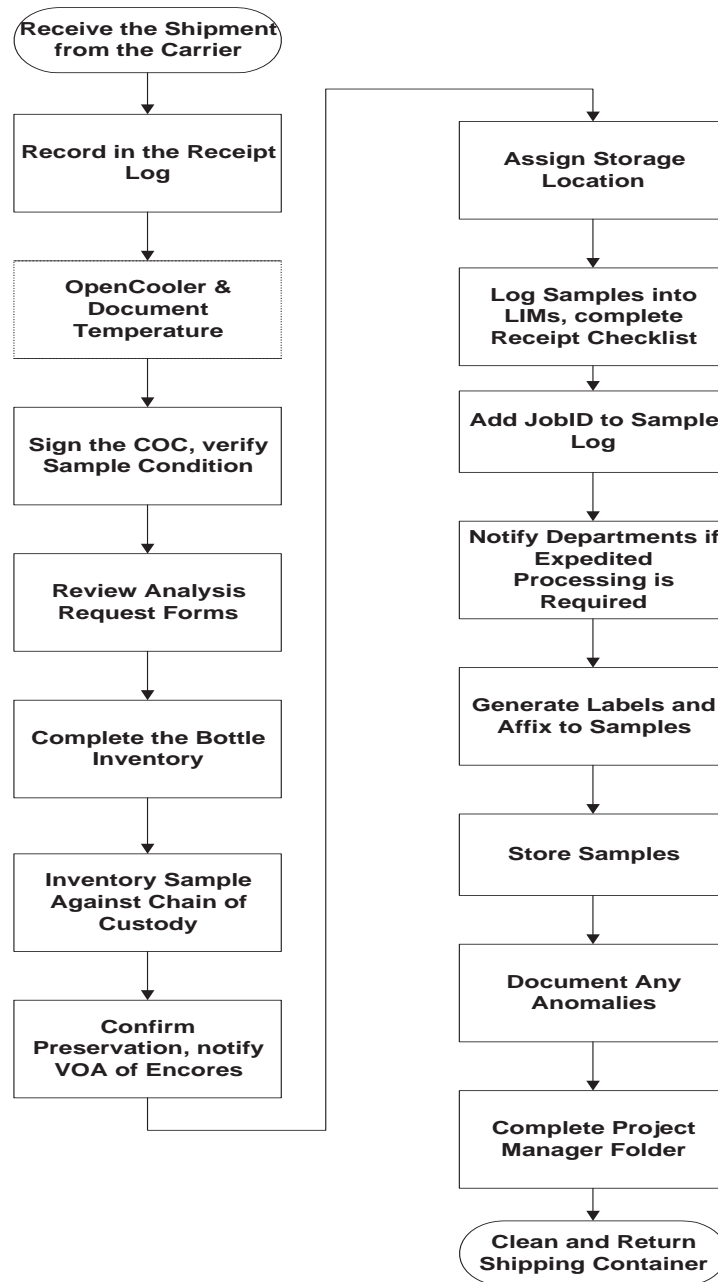 Receive the Shipment
from the Carrier
Record in the Receipt
Log
OpenCooler &
Document
Temperature
Sign the COC, verify
Sample Condition
Review Analysis
Request Forms
Complete the Bottle
Inventory
Inventory Sample
Against Chain of
Custody
Confirm
Preservation, notify
VOA of Encores
Assign Storage
Location
Log Samples into
LIMs, complete
Receipt Checklist
Add JobID to Sample
Log
Notify Departments if
Expedited
Processing is
Required
Generate Labels and
Affix to Samples
Store Samples
Document Any
Anomalies
Complete Project
Manager Folder
Clean and Return
Shipping Container